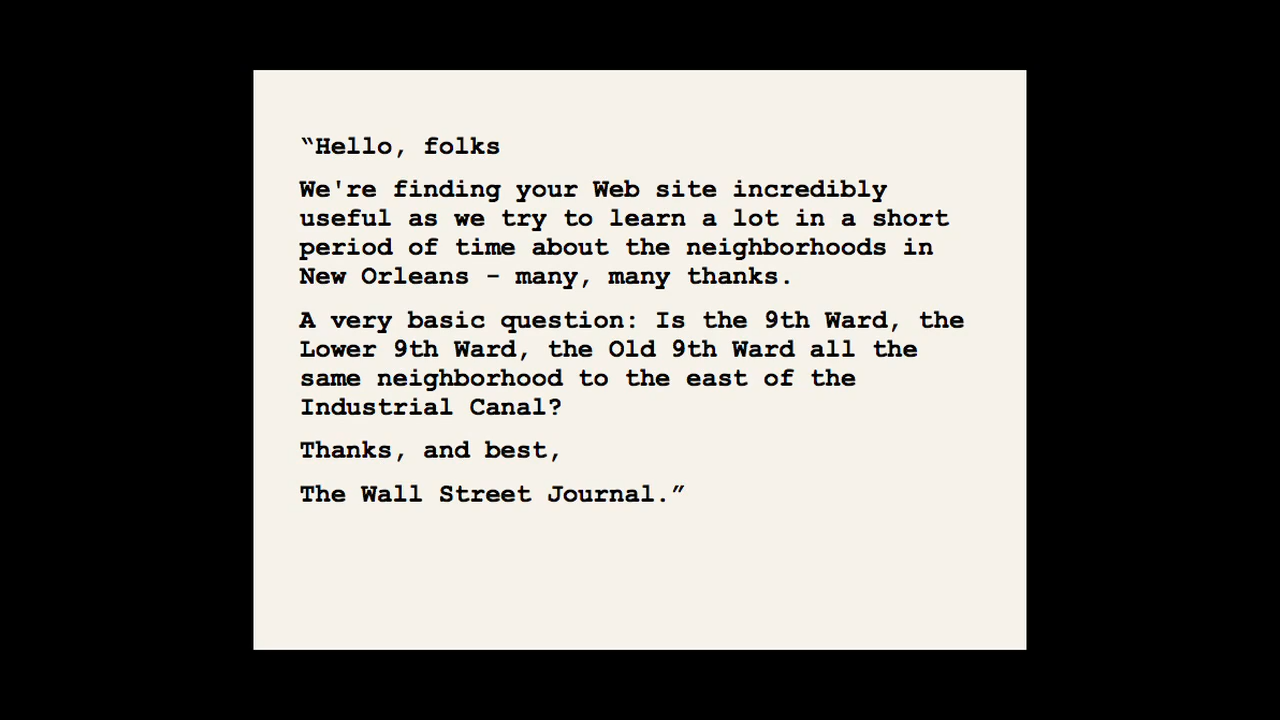 “Hello, folks
We're finding your Web site incredibly
useful as we try to learn a lot in a short
period of time about the neighborhoods in
New Orleans – many, many thanks.
A very basic question: Is the 9th Ward, the
Lower 9th Ward, the Old 9th Ward all the
same neighborhood to the east of the
Industrial Canal?
Thanks, and best,
The Wall Street Journal.”